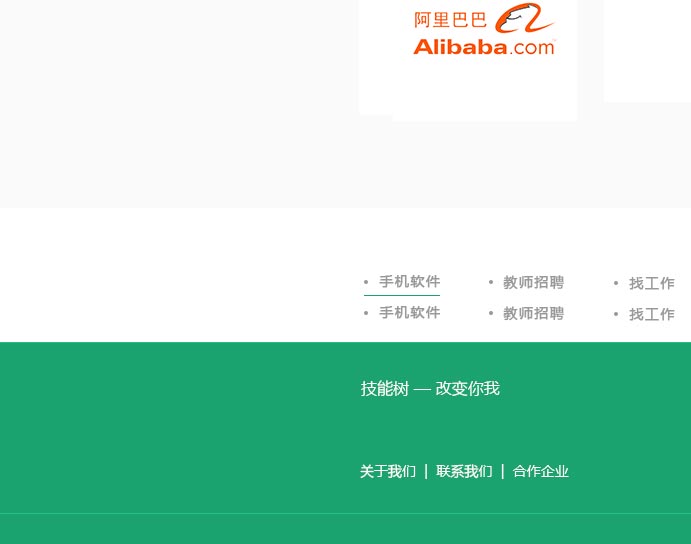 阿里巴巴
Alibaba.com
• 手机软件 • 教师招聘 • 找工作
• 手机软件 • 教师招聘 • 找工作
技能树 — 改变你我
关于我们 | 联系我们 | 合作企业